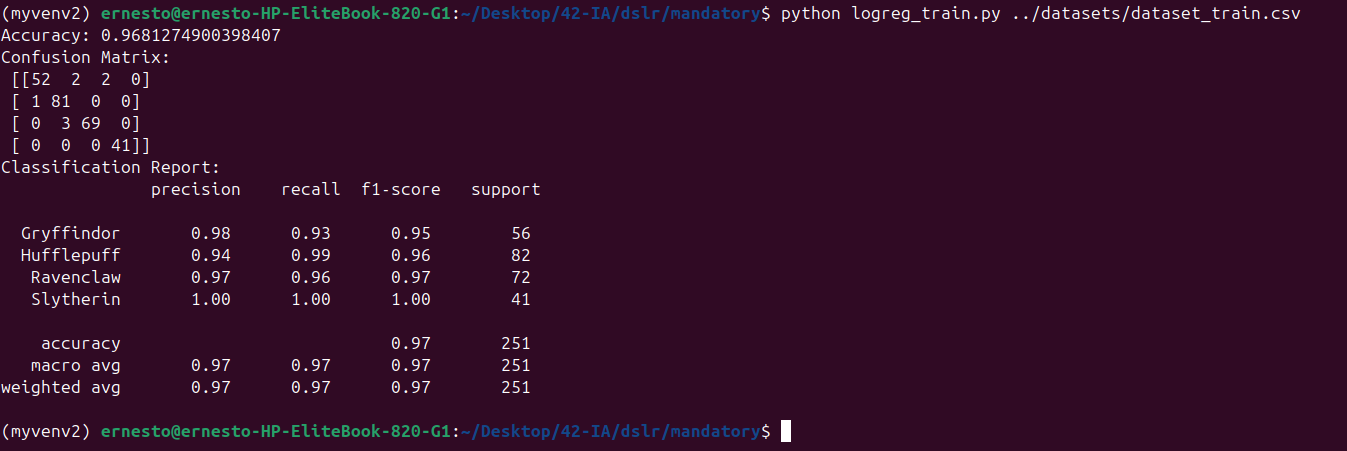 (myvenv2) ernesto@ernesto-HP-EliteBook-820-G1:~/Desktop/42-IA/dslr/mandatory$ python logreg_train.py ../datasets/dataset_train.csv
Accuracy: 0.9681274900398407
Confusion Matrix:
 [[52  2  2  0]
 [ 1 81  0  0]
 [ 0  3 69  0]
 [ 0  0  0 41]]
Classification Report:
               precision    recall  f1-score   support

  Gryffindor       0.98      0.93      0.95        56
  Hufflepuff       0.94      0.99      0.96        82
   Ravenclaw       0.97      0.96      0.97        72
   Slytherin       1.00      1.00      1.00        41

    accuracy                           0.97       251
   macro avg       0.97      0.97      0.97       251
weighted avg       0.97      0.97      0.97       251

(myvenv2) ernesto@ernesto-HP-EliteBook-820-G1:~/Desktop/42-IA/dslr/mandatory$